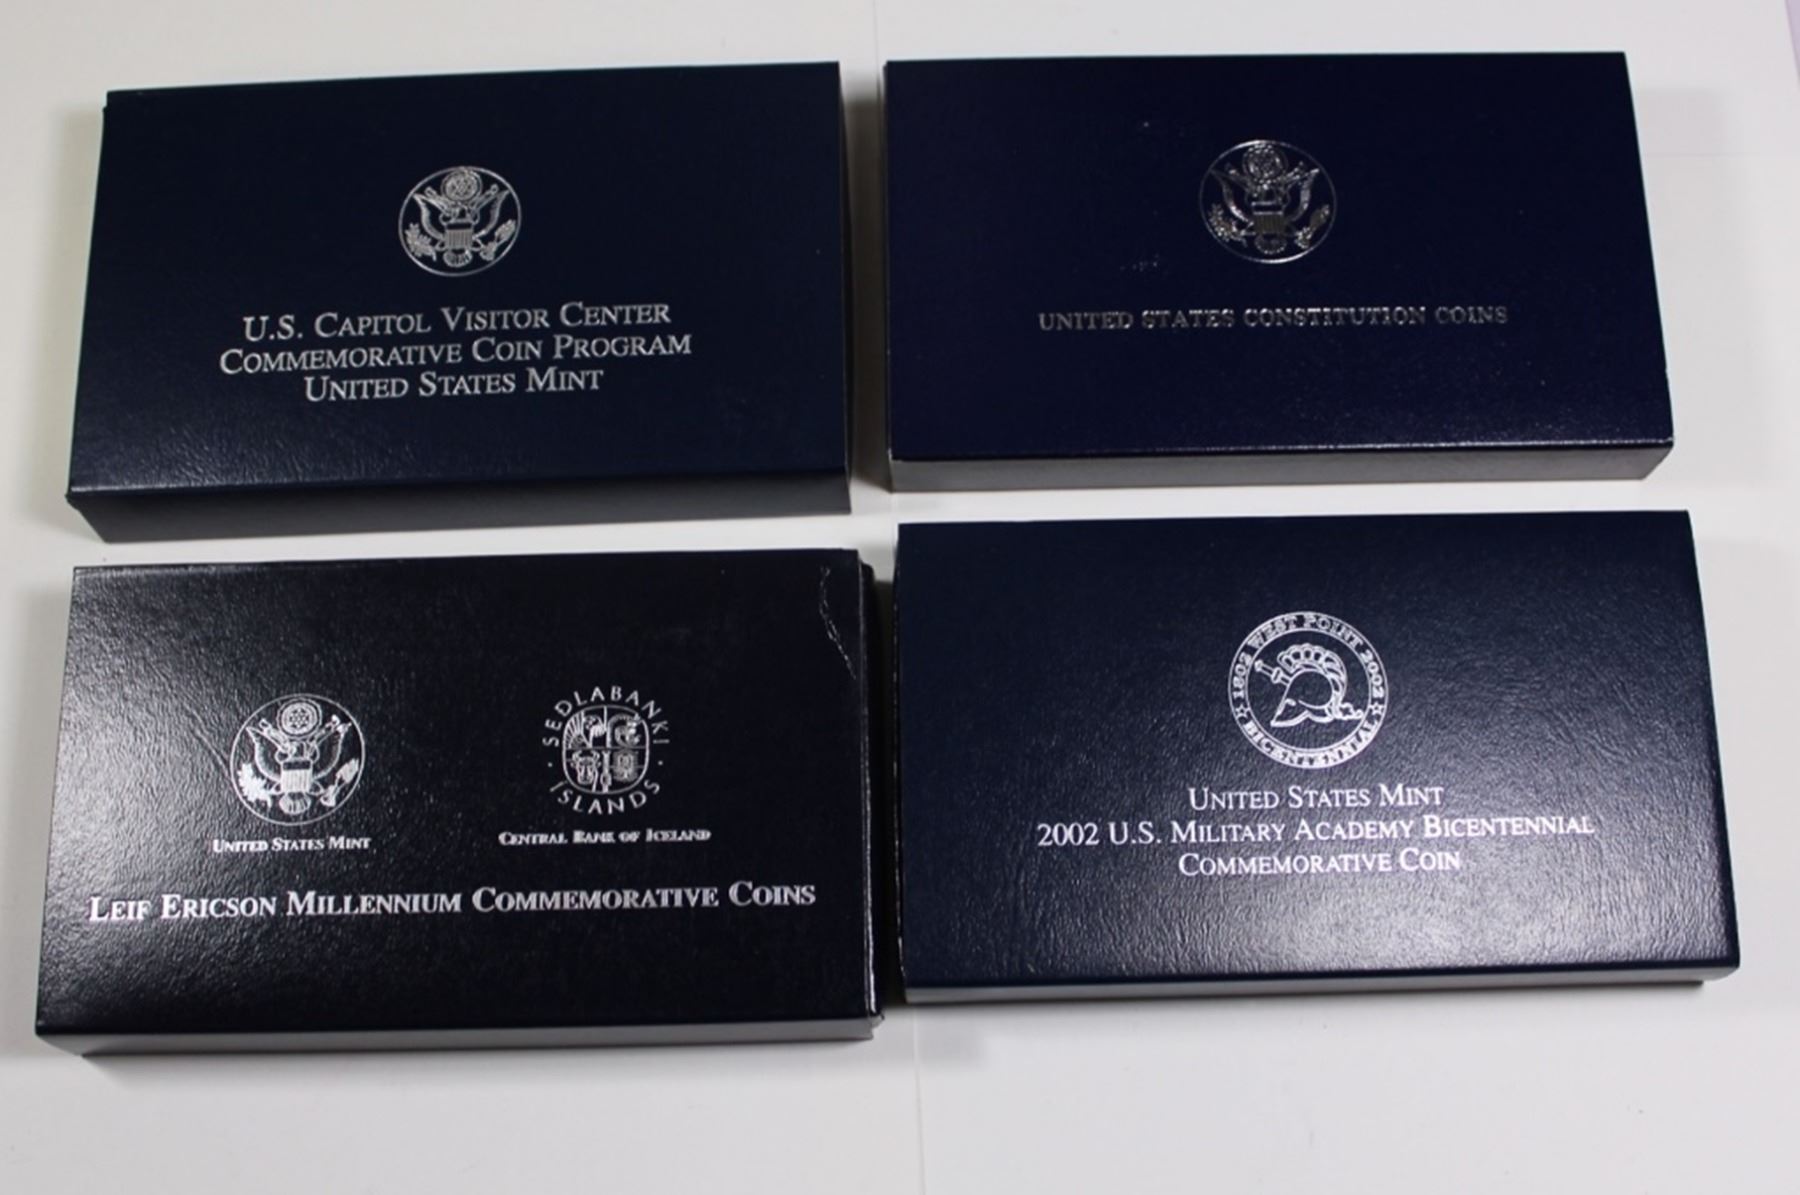 U.S. CAPITOL VISITOR CENTER
COMMEMORATIVE COIN PROGRAM
UNITED STATES MINT
UNITED STATES CONSTITUTION COINS
SEDLABANKI
ISLANDS
UNITED STATES MINT
CENTRAL BANK OF ICELAND
LEIF ERICSON MILLENNIUM COMMEMORATIVE COINS
1802 WEST POINT 2002
BICENTENNIAL
UNITED STATES MINT
2002 U.S. MILITARY ACADEMY BICENTENNIAL
COMMEMORATIVE COIN